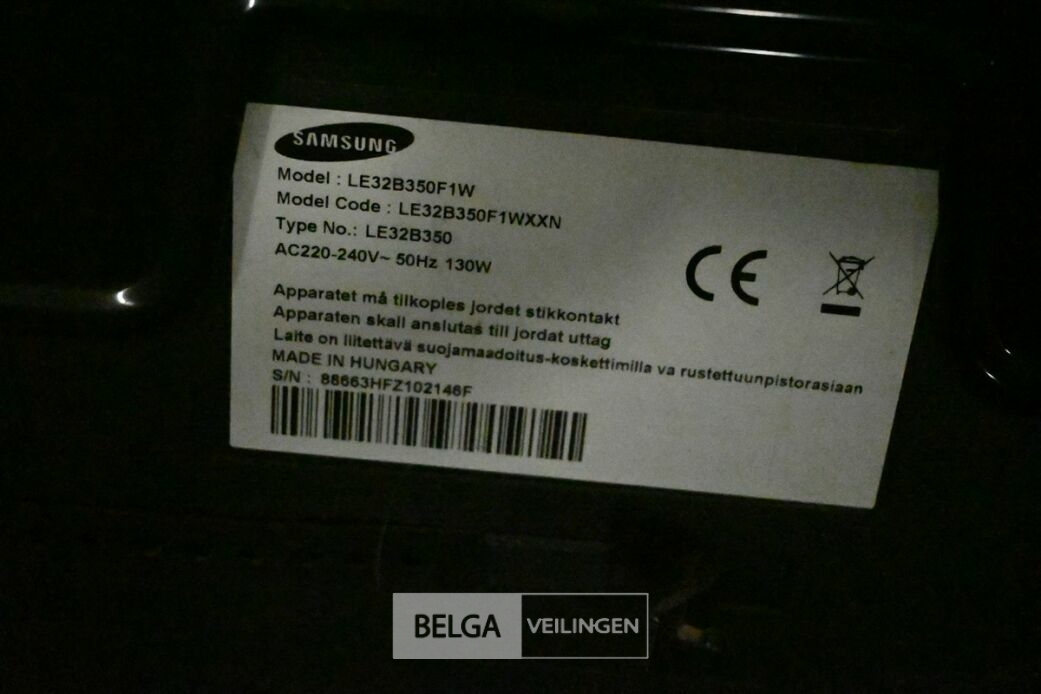 SAMSUNG
Model : LE32B350F1W
Model Code : LE32B350F1WXXN
Type No.: LE32B350
AC220-240V~ 50Hz 130W
CE
Apparatet må tilkoples jordet stikkontakt
Apparaten skall anslutas till jordat uttag
Laite on liitettävä suojamaadoitus-koskettimilla va rustettuunpistorasiaan
MADE IN HUNGARY
S/N : 88663HFZ102146F
BELGA VEILINGEN